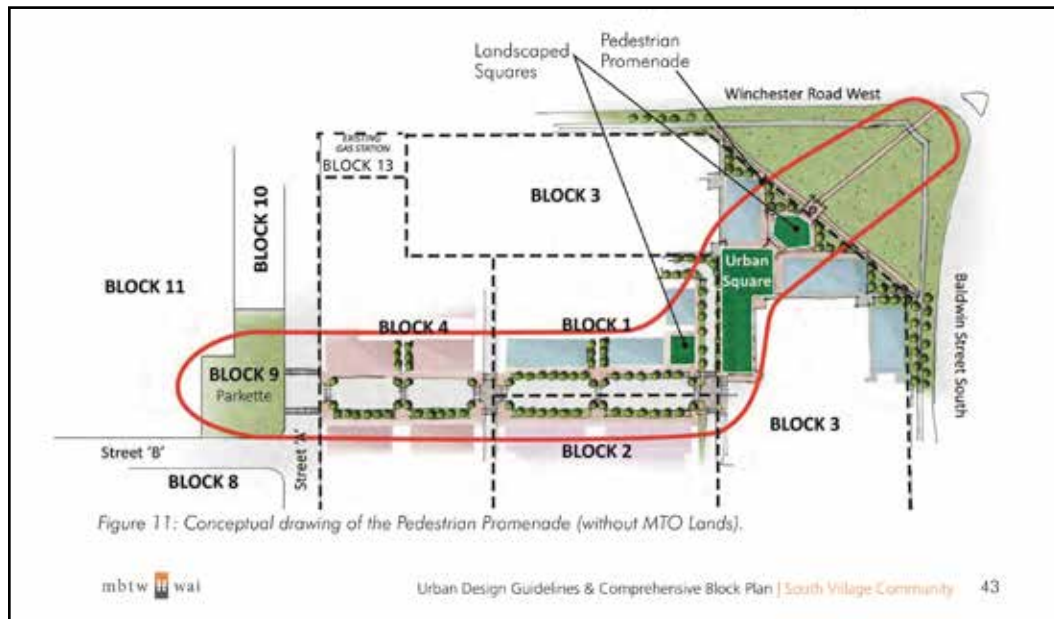 Landscaped
Squares
Pedestrian
Promenade
Winchester Road West
EXISTING
GAS STATION
BLOCK 13
BLOCK 3
BLOCK 10
BLOCK 11
Urban
Square
BLOCK 4
BLOCK 1
Baldwin Street South
BLOCK 9
Parkette
BLOCK 3
Street 'B'
Street 'A'
BLOCK 2
BLOCK 8
Figure 11: Conceptual drawing of the Pedestrian Promenade (without MTO Lands).
mbtw wai
Urban Design Guidelines & Comprehensive Block Plan | South Village Community 43